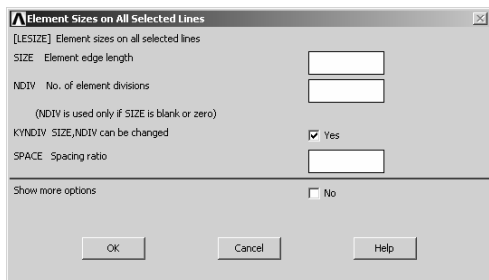 Element Sizes on All Selected Lines
[LESIZE] Element sizes on all selected lines
SIZE Element edge length
NDIV No. of element divisions
(NDIV is used only if SIZE is blank or zero)
KYNDIV SIZE,NDIV can be changed
Yes
SPACE Spacing ratio
Show more options
No
OK Cancel Help